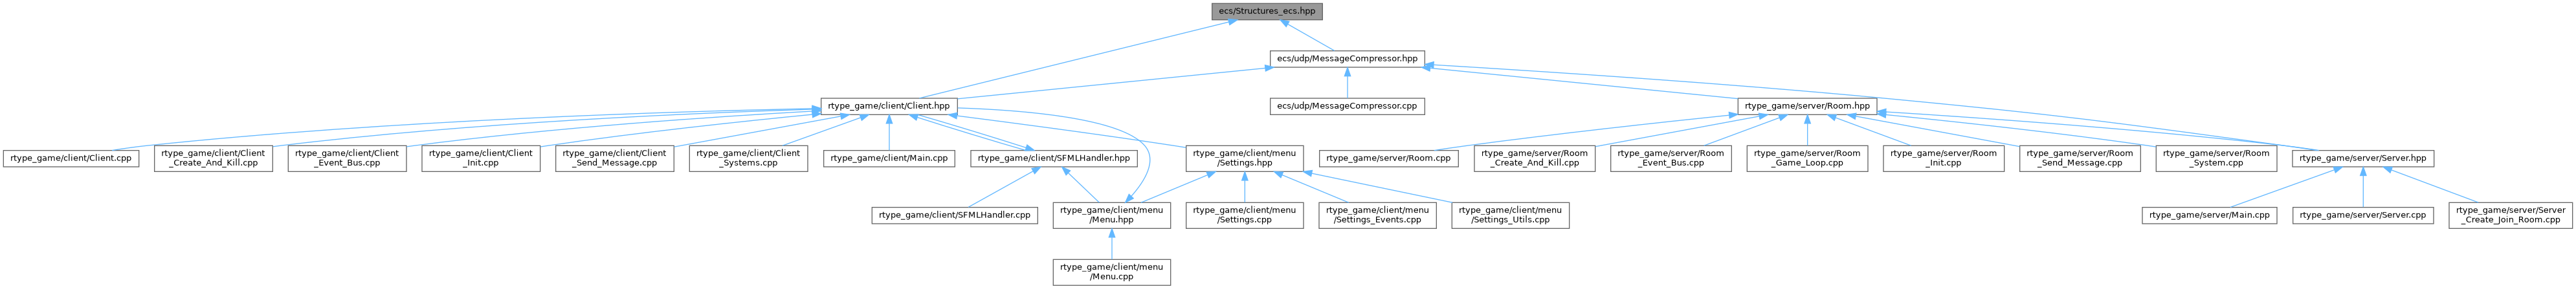 ecs/Structures_ecs.hpp
ecs/udp/MessageCompressor.hpp
rtype_game/client/Client.hpp
ecs/udp/MessageCompressor.cpp
rtype_game/server/Room.hpp
rtype_game/client/Client.cpp
rtype_game/client/Client
_Create_And_Kill.cpp
rtype_game/client/Client
_Event_Bus.cpp
rtype_game/client/Client
_Init.cpp
rtype_game/client/Client
_Send_Message.cpp
rtype_game/client/Client
_Systems.cpp
rtype_game/client/Main.cpp
rtype_game/client/SFMLHandler.hpp
rtype_game/client/menu
/Settings.hpp
rtype_game/server/Room.cpp
rtype_game/server/Room
_Create_And_Kill.cpp
rtype_game/server/Room
_Event_Bus.cpp
rtype_game/server/Room
_Game_Loop.cpp
rtype_game/server/Room
_Init.cpp
rtype_game/server/Room
_Send_Message.cpp
rtype_game/server/Room
_System.cpp
rtype_game/server/Server.hpp
rtype_game/client/SFMLHandler.cpp
rtype_game/client/menu
/Menu.hpp
rtype_game/client/menu
/Settings.cpp
rtype_game/client/menu
/Settings_Events.cpp
rtype_game/client/menu
/Settings_Utils.cpp
rtype_game/server/Main.cpp
rtype_game/server/Server.cpp
rtype_game/server/Server
_Create_Join_Room.cpp
rtype_game/client/menu
/Menu.cpp